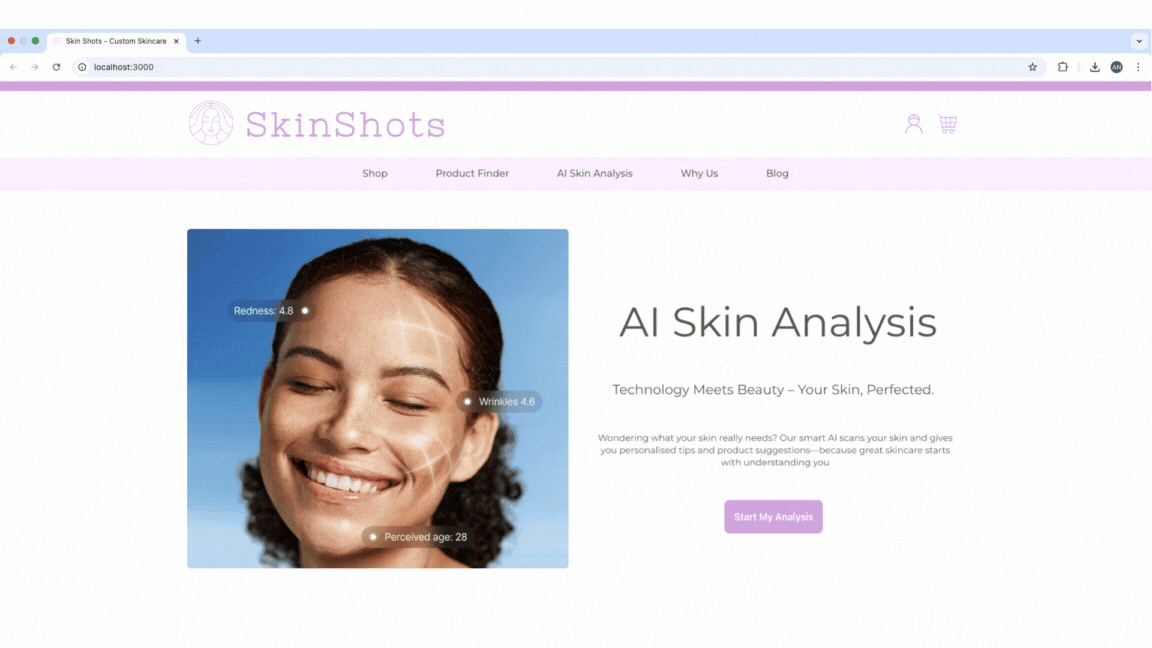 Skin Shots - Custom Skincare
localhost:3000
AN
SkinShots
Shop Product Finder AI Skin Analysis Why Us Blog
Redness: 4.8
Wrinkles 4.6
Perceived age: 28
AI Skin Analysis
Technology Meets Beauty – Your Skin, Perfected.
Wondering what your skin really needs? Our smart AI scans your skin and gives
you personalised tips and product suggestions—because great skincare starts
with understanding you
Start My Analysis